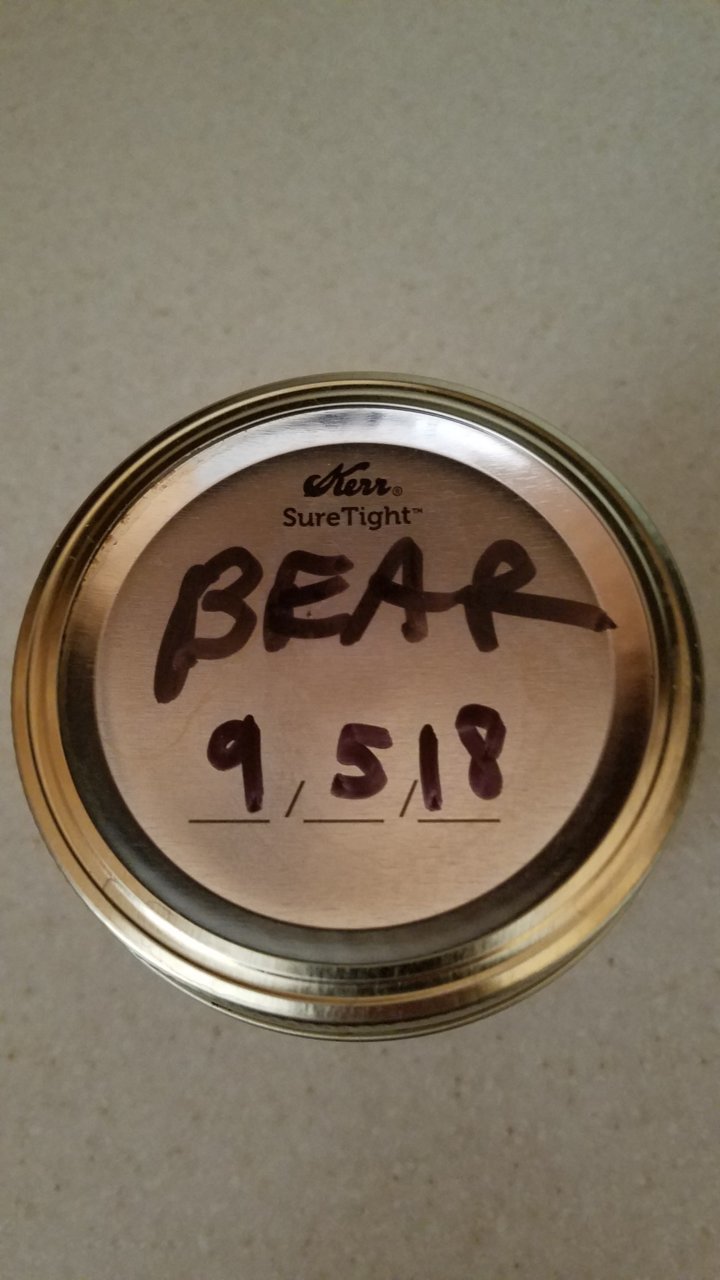 Kerr®
SureTight™
BEAR
9/5/18